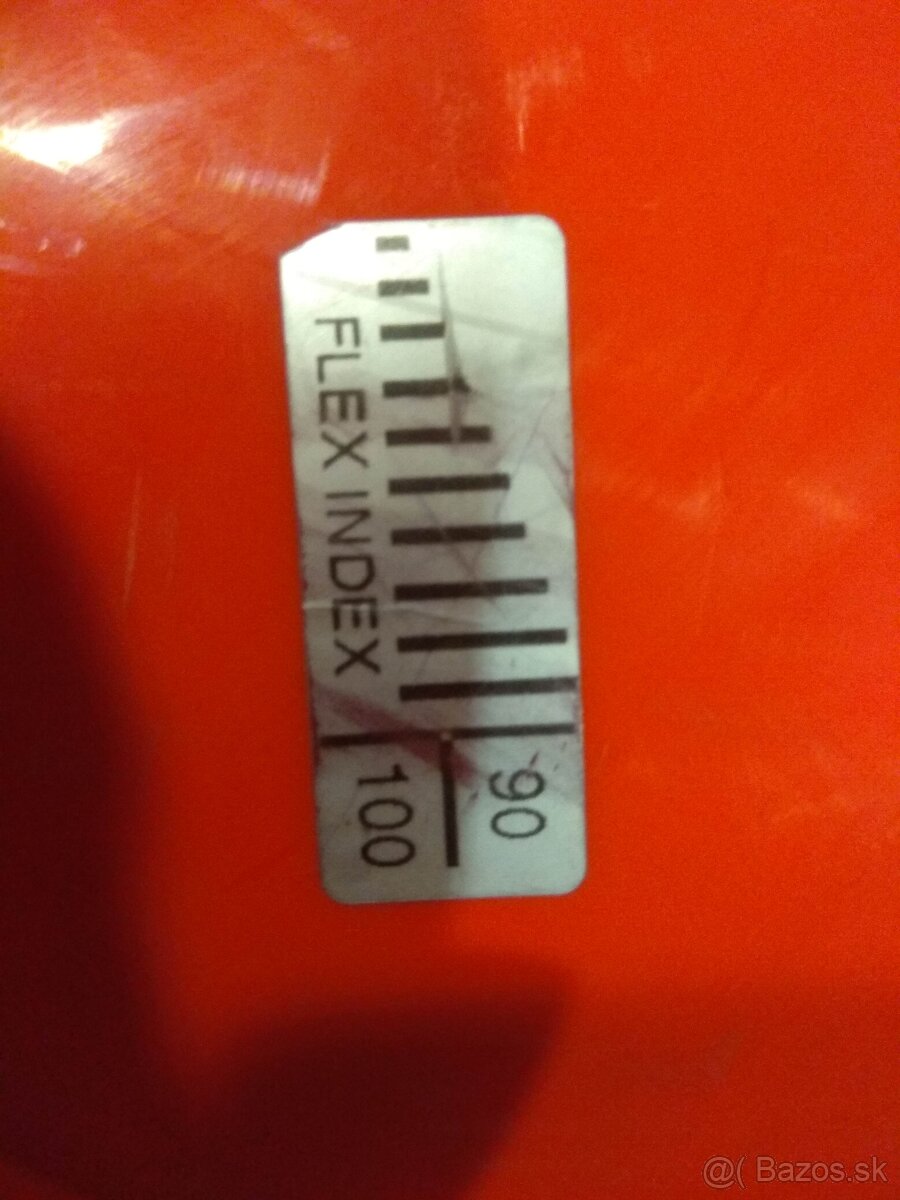 90
100
FLEX INDEX
@( Bazos.sk